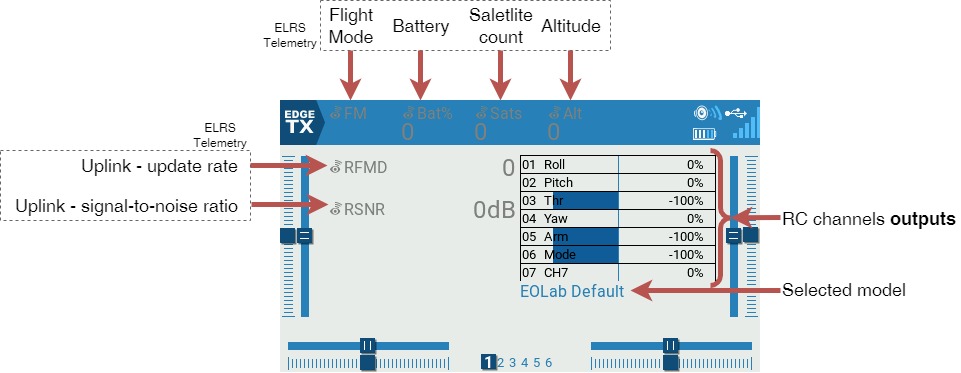 ELRS
Telemetry
Flight
Mode
Battery
Saletlite
count
Altitude
EDGE
TX
FM
Bat%
0
Sats
0
Alt
0
ELRS
Telemetry
Uplink - update rate
RFMD
0
Uplink - signal-to-noise ratio
RSNR
0dB
01 Roll 0%
02 Pitch 0%
03 Thr -100%
04 Yaw 0%
05 Arm -100%
06 Mode -100%
07 CH7 0%
RC channels outputs
EOLab Default
Selected model
1 2 3 4 5 6